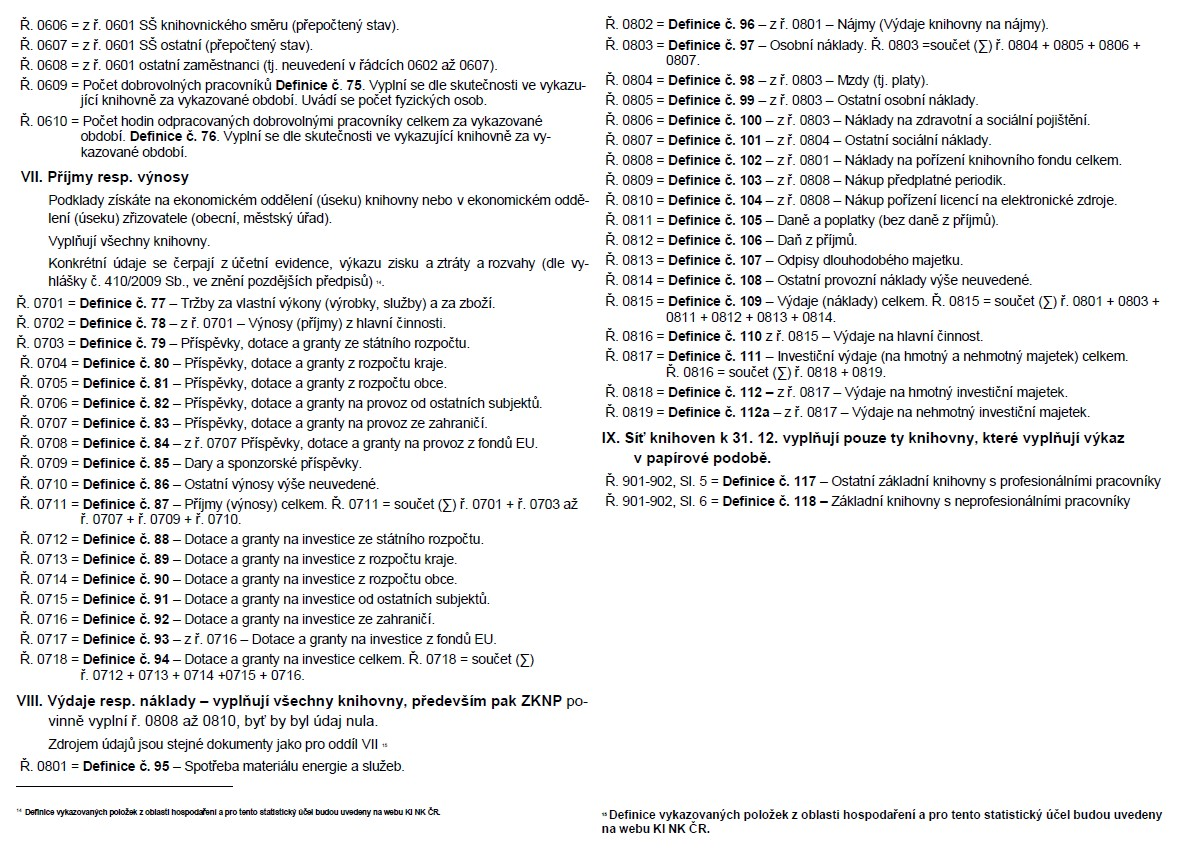 Ř. 0606 = z ř. 0601 SŠ knihovnického směru (přepočtený stav).
Ř. 0607 = z ř. 0601 SŠ ostatní (přepočtený stav).
Ř. 0608 = z ř. 0601 ostatní zaměstnanci (tj. neuvedení v řádcích 0602 až 0607).
Ř. 0609 = Počet dobrovolných pracovníků Definice č. 75. Vyplní se dle skutečnosti ve vykazu-
jící knihovně za vykazované období. Uvádí se počet fyzických osob.
Ř. 0610 = Počet hodin odpracovaných dobrovolnými pracovníky celkem za vykazované
období. Definice č. 76. Vyplní se dle skutečnosti ve vykazující knihovně za vy-
kazované období.
VII. Příjmy resp. výnosy
Podklady získáte na ekonomickém oddělení (úseku) knihovny nebo v ekonomickém oddě-
lení (úseku) zřizovatele (obecní, městský úřad).
Vyplňují všechny knihovny.
Konkrétní údaje se čerpají z účetní evidence, výkazu zisku a ztráty a rozvahy (dle vy-
hlášky č. 410/2009 Sb., ve znění pozdějších předpisů) 14.
Ř. 0701 = Definice č. 77 – Tržby za vlastní výkony (výrobky, služby) a za zboží.
Ř. 0702 = Definice č. 78 – z ř. 0701 – Výnosy (příjmy) z hlavní činnosti.
Ř. 0703 = Definice č. 79 – Příspěvky, dotace a granty ze státního rozpočtu.
Ř. 0704 = Definice č. 80 – Příspěvky, dotace a granty z rozpočtu kraje.
Ř. 0705 = Definice č. 81 – Příspěvky, dotace a granty z rozpočtu obce.
Ř. 0706 = Definice č. 82 – Příspěvky, dotace a granty na provoz od ostatních subjektů.
Ř. 0707 = Definice č. 83 – Příspěvky, dotace a granty na provoz ze zahraničí.
Ř. 0708 = Definice č. 84 – z ř. 0707 Příspěvky, dotace a granty na provoz z fondů EU.
Ř. 0709 = Definice č. 85 – Dary a sponzorské příspěvky.
Ř. 0710 = Definice č. 86 – Ostatní výnosy výše neuvedené.
Ř. 0711 = Definice č. 87 – Příjmy (výnosy) celkem. Ř. 0711 = součet (∑) ř. 0701 + ř. 0703 až
ř. 0707 + ř. 0709 + ř. 0710.
Ř. 0712 = Definice č. 88 – Dotace a granty na investice ze státního rozpočtu.
Ř. 0713 = Definice č. 89 – Dotace a granty na investice z rozpočtu kraje.
Ř. 0714 = Definice č. 90 – Dotace a granty na investice z rozpočtu obce.
Ř. 0715 = Definice č. 91 – Dotace a granty na investice od ostatních subjektů.
Ř. 0716 = Definice č. 92 – Dotace a granty na investice ze zahraničí.
Ř. 0717 = Definice č. 93 – z ř. 0716 – Dotace a granty na investice z fondů EU.
Ř. 0718 = Definice č. 94 – Dotace a granty na investice celkem. Ř. 0718 = součet (∑)
ř. 0712 + 0713 + 0714 +0715 + 0716.
VIII. Výdaje resp. náklady – vyplňují všechny knihovny, především pak ZKNP po-
vinně vyplní ř. 0808 až 0810, byť by byl údaj nula.
Zdrojem údajů jsou stejné dokumenty jako pro oddíl VII 15
Ř. 0801 = Definice č. 95 – Spotřeba materiálu energie a služeb.
14 Definice vykazovaných položek z oblasti hospodaření a pro tento statistický účel budou uvedeny na webu KI NK ČR.
Ř. 0802 = Definice č. 96 – z ř. 0801 – Nájmy (Výdaje knihovny na nájmy).
Ř. 0803 = Definice č. 97 – Osobní náklady. Ř. 0803 =součet (∑) ř. 0804 + 0805 + 0806 +
0807.
Ř. 0804 = Definice č. 98 – z ř. 0803 – Mzdy (tj. platy).
Ř. 0805 = Definice č. 99 – z ř. 0803 – Ostatní osobní náklady.
Ř. 0806 = Definice č. 100 – z ř. 0803 – Náklady na zdravotní a sociální pojištění.
Ř. 0807 = Definice č. 101 – z ř. 0804 – Ostatní sociální náklady.
Ř. 0808 = Definice č. 102 – z ř. 0801 – Náklady na pořízení knihovního fondu celkem.
Ř. 0809 = Definice č. 103 – z ř. 0808 – Nákup předplatné periodik.
Ř. 0810 = Definice č. 104 – z ř. 0808 – Nákup pořízení licencí na elektronické zdroje.
Ř. 0811 = Definice č. 105 – Daně a poplatky (bez daně z příjmů).
Ř. 0812 = Definice č. 106 – Daň z příjmů.
Ř. 0813 = Definice č. 107 – Odpisy dlouhodobého majetku.
Ř. 0814 = Definice č. 108 – Ostatní provozní náklady výše neuvedené.
Ř. 0815 = Definice č. 109 – Výdaje (náklady) celkem. Ř. 0815 = součet (∑) ř. 0801 + 0803 +
0811 + 0812 + 0813 + 0814.
Ř. 0816 = Definice č. 110 z ř. 0815 – Výdaje na hlavní činnost.
Ř. 0817 = Definice č. 111 – Investiční výdaje (na hmotný a nehmotný majetek) celkem.
Ř. 0816 = součet (∑) ř. 0818 + 0819.
Ř. 0818 = Definice č. 112 – z ř. 0817 – Výdaje na hmotný investiční majetek.
Ř. 0819 = Definice č. 112a – z ř. 0817 – Výdaje na nehmotný investiční majetek.
IX. Síť knihoven k 31. 12. vyplňují pouze ty knihovny, které vyplňují výkaz
v papírové podobě.
Ř. 901-902, Sl. 5 = Definice č. 117 – Ostatní základní knihovny s profesionálními pracovníky
Ř. 901-902, Sl. 6 = Definice č. 118 – Základní knihovny s neprofesionálními pracovníky
15 Definice vykazovaných položek z oblasti hospodaření a pro tento statistický účel budou uvedeny
na webu KI NK ČR.